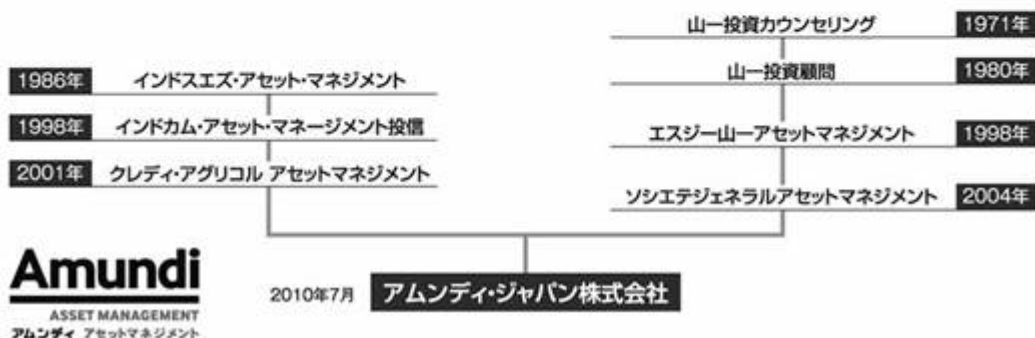 山一投資カウンセリング 1971年
山一投資顧問 1980年
1986年 インドスエズ・アセット・マネジメント
1998年 インドカム・アセット・マネージメント投信
エスジー山一アセットマネジメント 1998年
2001年 クレディ・アグリコル アセットマネジメント
ソシエテジェネラルアセットマネジメント 2004年
Amundi
ASSET MANAGEMENT
アムンディ アセットマネジメント
2010年7月 アムンディ・ジャパン株式会社